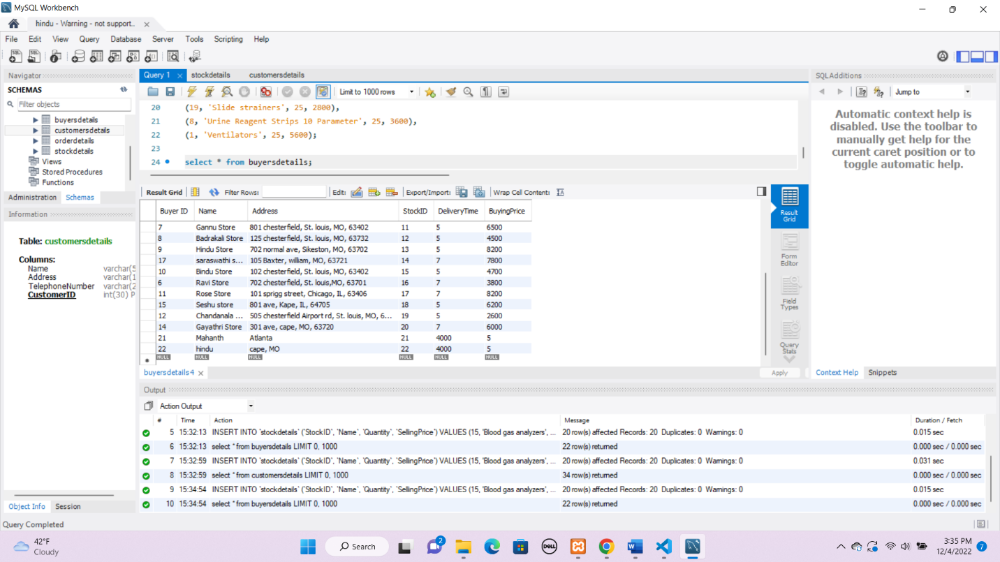 MySQL Workbench
hindu - Warning - not support..
File Edit View Query Database Server Tools Scripting Help
Navigator
SCHEMAS
Filter objects
buyersdetails
customersdetails
orderdetails
stockdetails
Views
Stored Procedures
Functions
Administration Schemas
Information
Table: customersdetails
Columns:
Name varchar(5
Address varchar(1
TelephoneNumber varchar(2
CustomerID int(30) P
Object Info Session
Query 1 stockdetails customersdetails
Limit to 1000 rows
20 (19, 'Slide strainers', 25, 2800),
21 (8, 'Urine Reagent Strips 10 Parameter', 25, 3600),
22 (1, 'Ventilators', 25, 5600);
23
24 select * from buyersdetails;
Result Grid Filter Rows: Edit: Export/Import: Wrap Cell Content:
Buyer ID Name Address StockID DeliveryTime BuyingPrice
7 Gannu Store 801 chesterfield, St. louis, MO, 63402 11 5 6500
8 Badrakali Store 125 chesterfield, St. louis, MO, 63732 12 5 4500
9 Hindu Store 702 normal ave, Sikeston, MO, 63702 13 5 8200
17 saraswathi s... 105 Baxter, william, MO, 63721 14 7 7800
10 Bindu Store 102 chesterfield, St. louis, MO, 63402 15 5 4700
6 Ravi Store 702 chesterfield, St. louis,MO, 63701 16 7 3800
11 Rose Store 101 sprigg street, Chicago, IL, 63406 17 7 8200
15 Seshu store 801 ave, Kape, IL, 64705 18 5 6200
12 Chandanala ... 505 chesterfield Airport rd, St. louis, MO, 6... 19 5 2600
14 Gayathri Store 301 ave, cape, MO, 63720 20 7 6000
21 Mahanth Atlanta 21 4000 5
22 hindu cape, MO 22 4000 5
NULL NULL NULL NULL NULL NULL
Result Grid
Form Editor
Field Types
Query Stats
buyersdetails4 Apply
SQLAdditions
Jump to
Automatic context help is
disabled. Use the toolbar to
manually get help for the
current caret position or to
toggle automatic help.
Context Help Snippets
Output
Action Output
# Time Action Message Duration / Fetch
5 15:32:13 INSERT INTO `stockdetails` (`StockID`, `Name`, `Quantity`, `SellingPrice`) VALUES (15, 'Blood gas analyzers', ... 20 row(s) affected Records: 20 Duplicates: 0 Warnings: 0 0.015 sec
6 15:32:13 select * from buyersdetails LIMIT 0, 1000 22 row(s) returned 0.000 sec / 0.000 sec
7 15:32:59 INSERT INTO `stockdetails` (`StockID`, `Name`, `Quantity`, `SellingPrice`) VALUES (15, 'Blood gas analyzers', ... 20 row(s) affected Records: 20 Duplicates: 0 Warnings: 0 0.031 sec
8 15:32:59 select * from customersdetails LIMIT 0, 1000 34 row(s) returned 0.000 sec / 0.000 sec
9 15:34:54 INSERT INTO `stockdetails` (`StockID`, `Name`, `Quantity`, `SellingPrice`) VALUES (15, 'Blood gas analyzers', ... 20 row(s) affected Records: 20 Duplicates: 0 Warnings: 0 0.015 sec
10 15:34:54 select * from buyersdetails LIMIT 0, 1000 22 row(s) returned 0.000 sec / 0.000 sec
Query Completed
42°F
Cloudy
Search
2
DELL
3:35 PM
12/4/2022
7